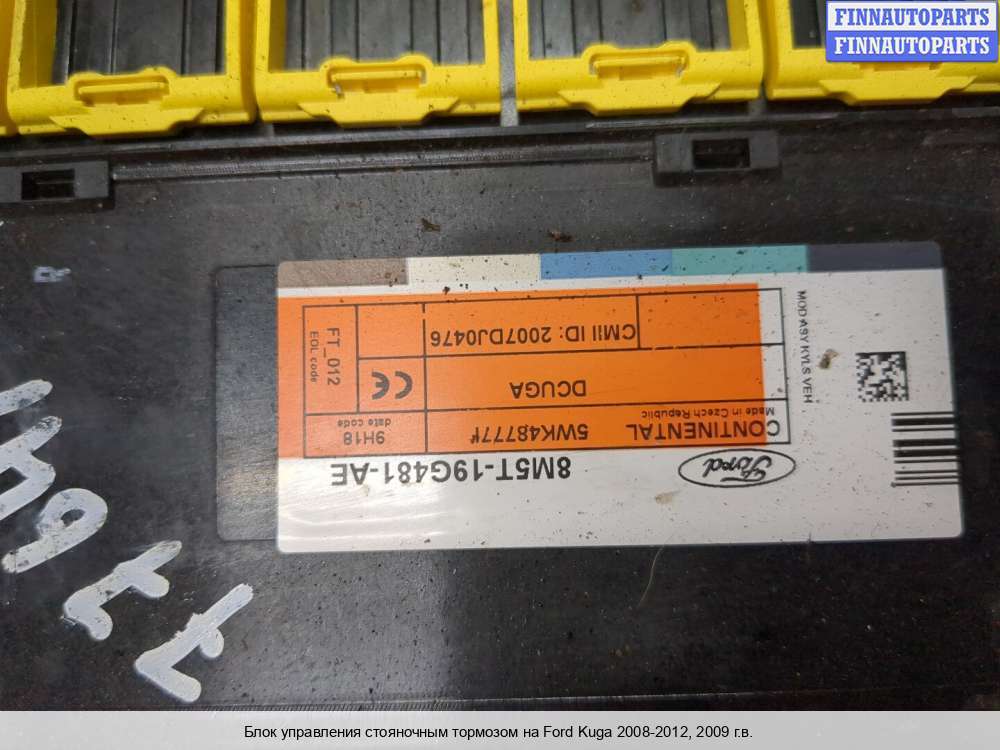 FINNAUTOPARTS
FINNAUTOPARTS
Ford
8M5T-19G481-AE
CONTINENTAL
Made in Czech Republic
5WK48777F
9H18
date code
DCUGA
CE
CMII ID: 2007DJ0476
FT_012
EOL code
MOD ASY KYLS VEH
Блок управления стояночным тормозом на Ford Kuga 2008-2012, 2009 г.в.